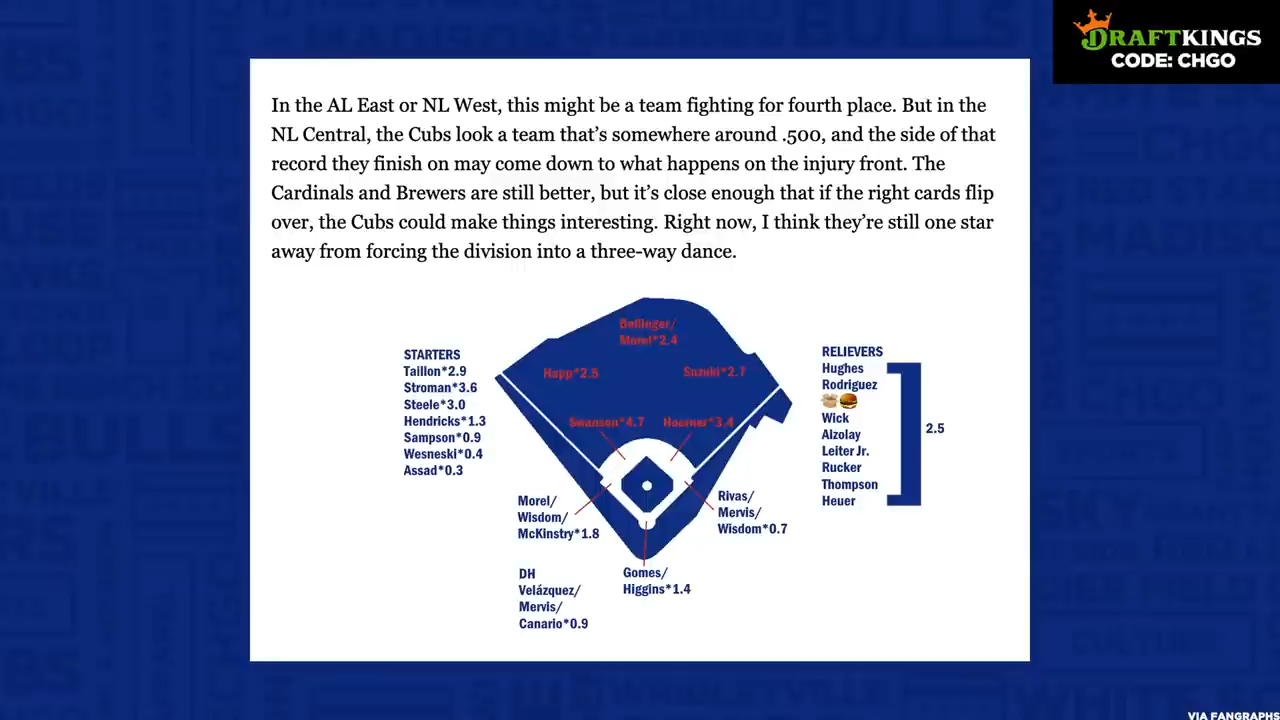 DRAFTKINGS
CODE: CHGO
In the AL East or NL West, this might be a team fighting for fourth place. But in the
NL Central, the Cubs look a team that's somewhere around .500, and the side of that
record they finish on may come down to what happens on the injury front. The
Cardinals and Brewers are still better, but it's close enough that if the right cards flip
over, the Cubs could make things interesting. Right now, I think they're still one star
away from forcing the division into a three-way dance.
Bellinger/
Morel*2.4
Happ*2.5
Suzuki*2.7
Swanson*4.7
Hoerner*3.4
STARTERS
Taillon*2.9
Stroman*3.6
Steele*3.0
Hendricks*1.3
Sampson*0.9
Wesneski*0.4
Assad*0.3
RELIEVERS
Hughes
Rodriguez
Wick
Alzolay
Leiter Jr.
Rucker
Thompson
Heuer
2.5
Morel/
Wisdom/
McKinstry*1.8
Rivas/
Mervis/
Wisdom*0.7
DH
Velázquez/
Mervis/
Canario*0.9
Gomes/
Higgins*1.4
VIA FANGRAPHS